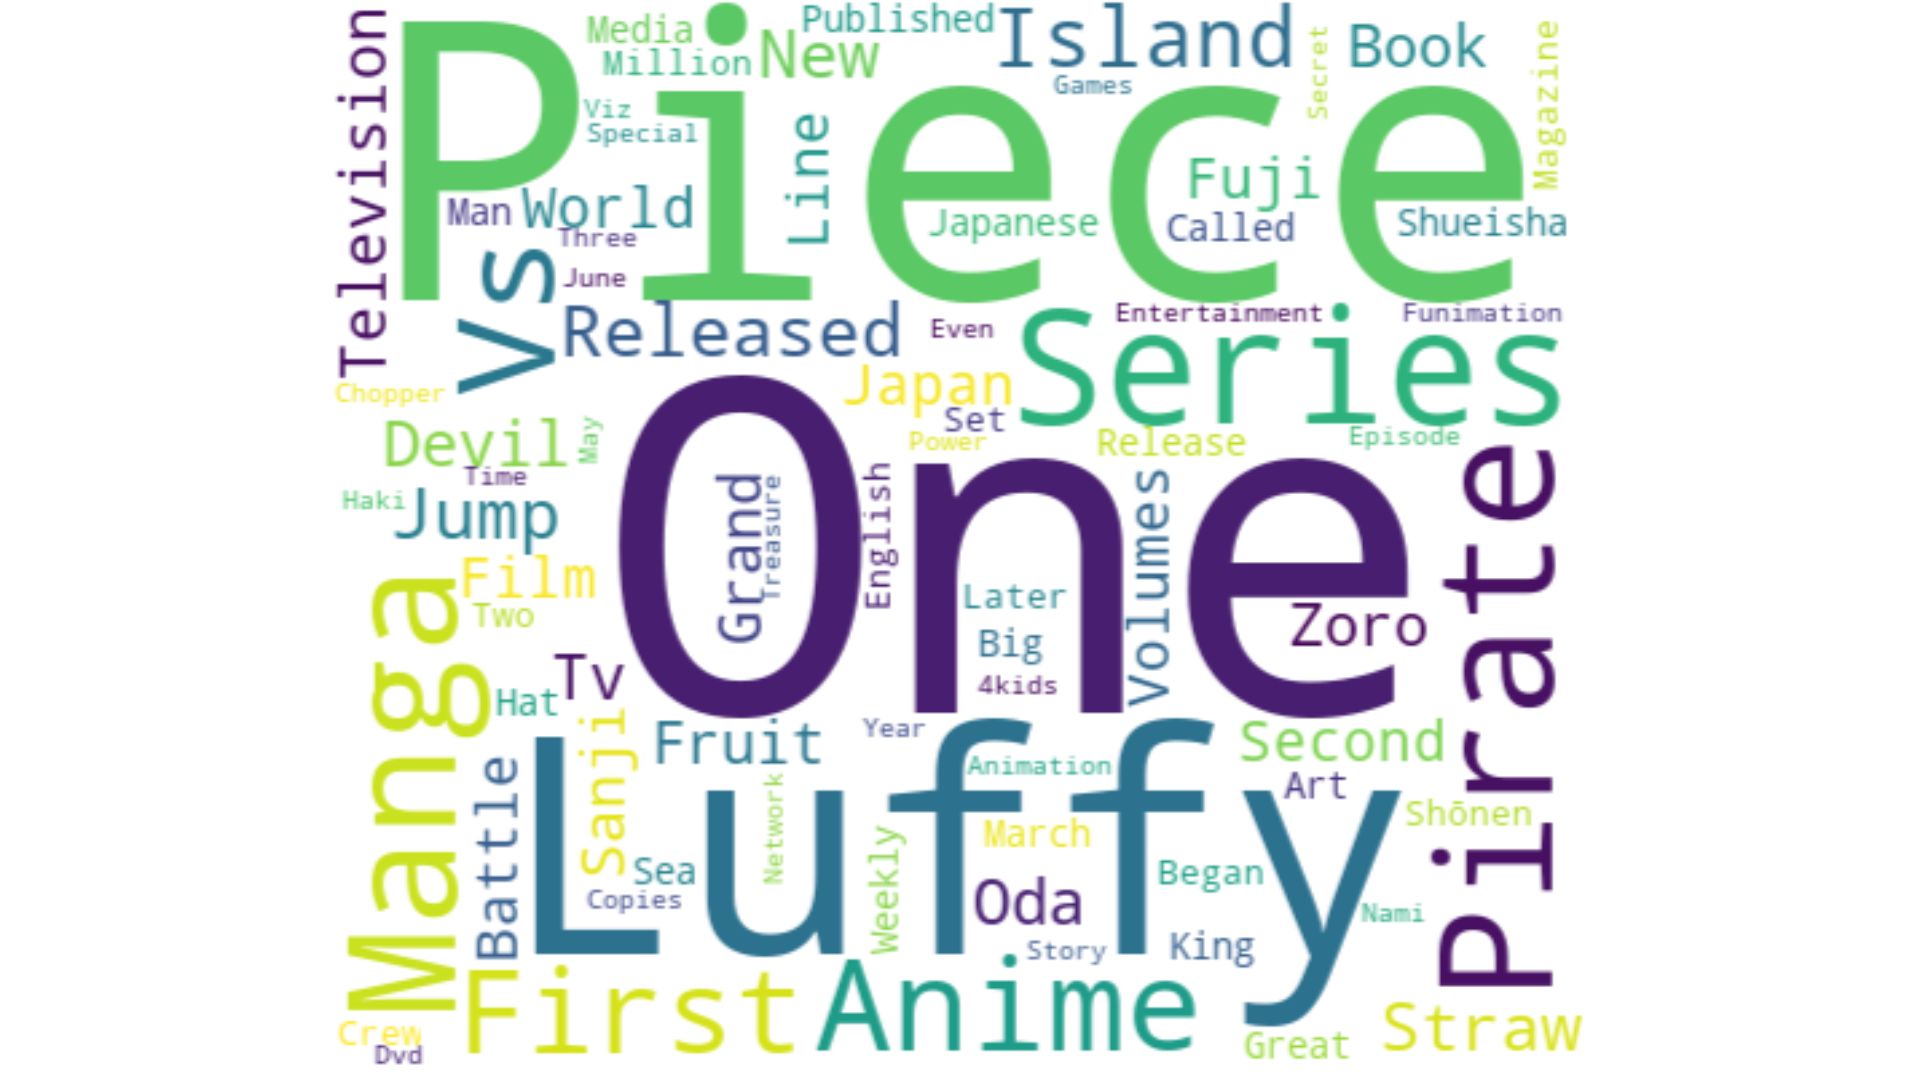 Television
Media
Published
Island
Secret
Book
Magazine
Million
New
Games
Piece
Viz
Special
Line
Fuji
Man
World
Japanese
Called
Shueisha
Three
vs
June
Released
Even
Entertainment
Funimation
Series
Chopper
Japan
Set
Devil
May
Power
Release
Episode
Time
One
Haki
Jump
Grand
Treasure
English
Volumes
Pirate
Film
Two
Later
Big
Zoro
Manga
Hat
Tv
4kids
Sanji
Fruit
Year
Second
Luffy
Battle
Animation
Art
Network
Weekly
March
Shōnen
Sea
Copies
Oda
Began
Nami
Story
King
First
Anime
Straw
Crew
Dvd
Great